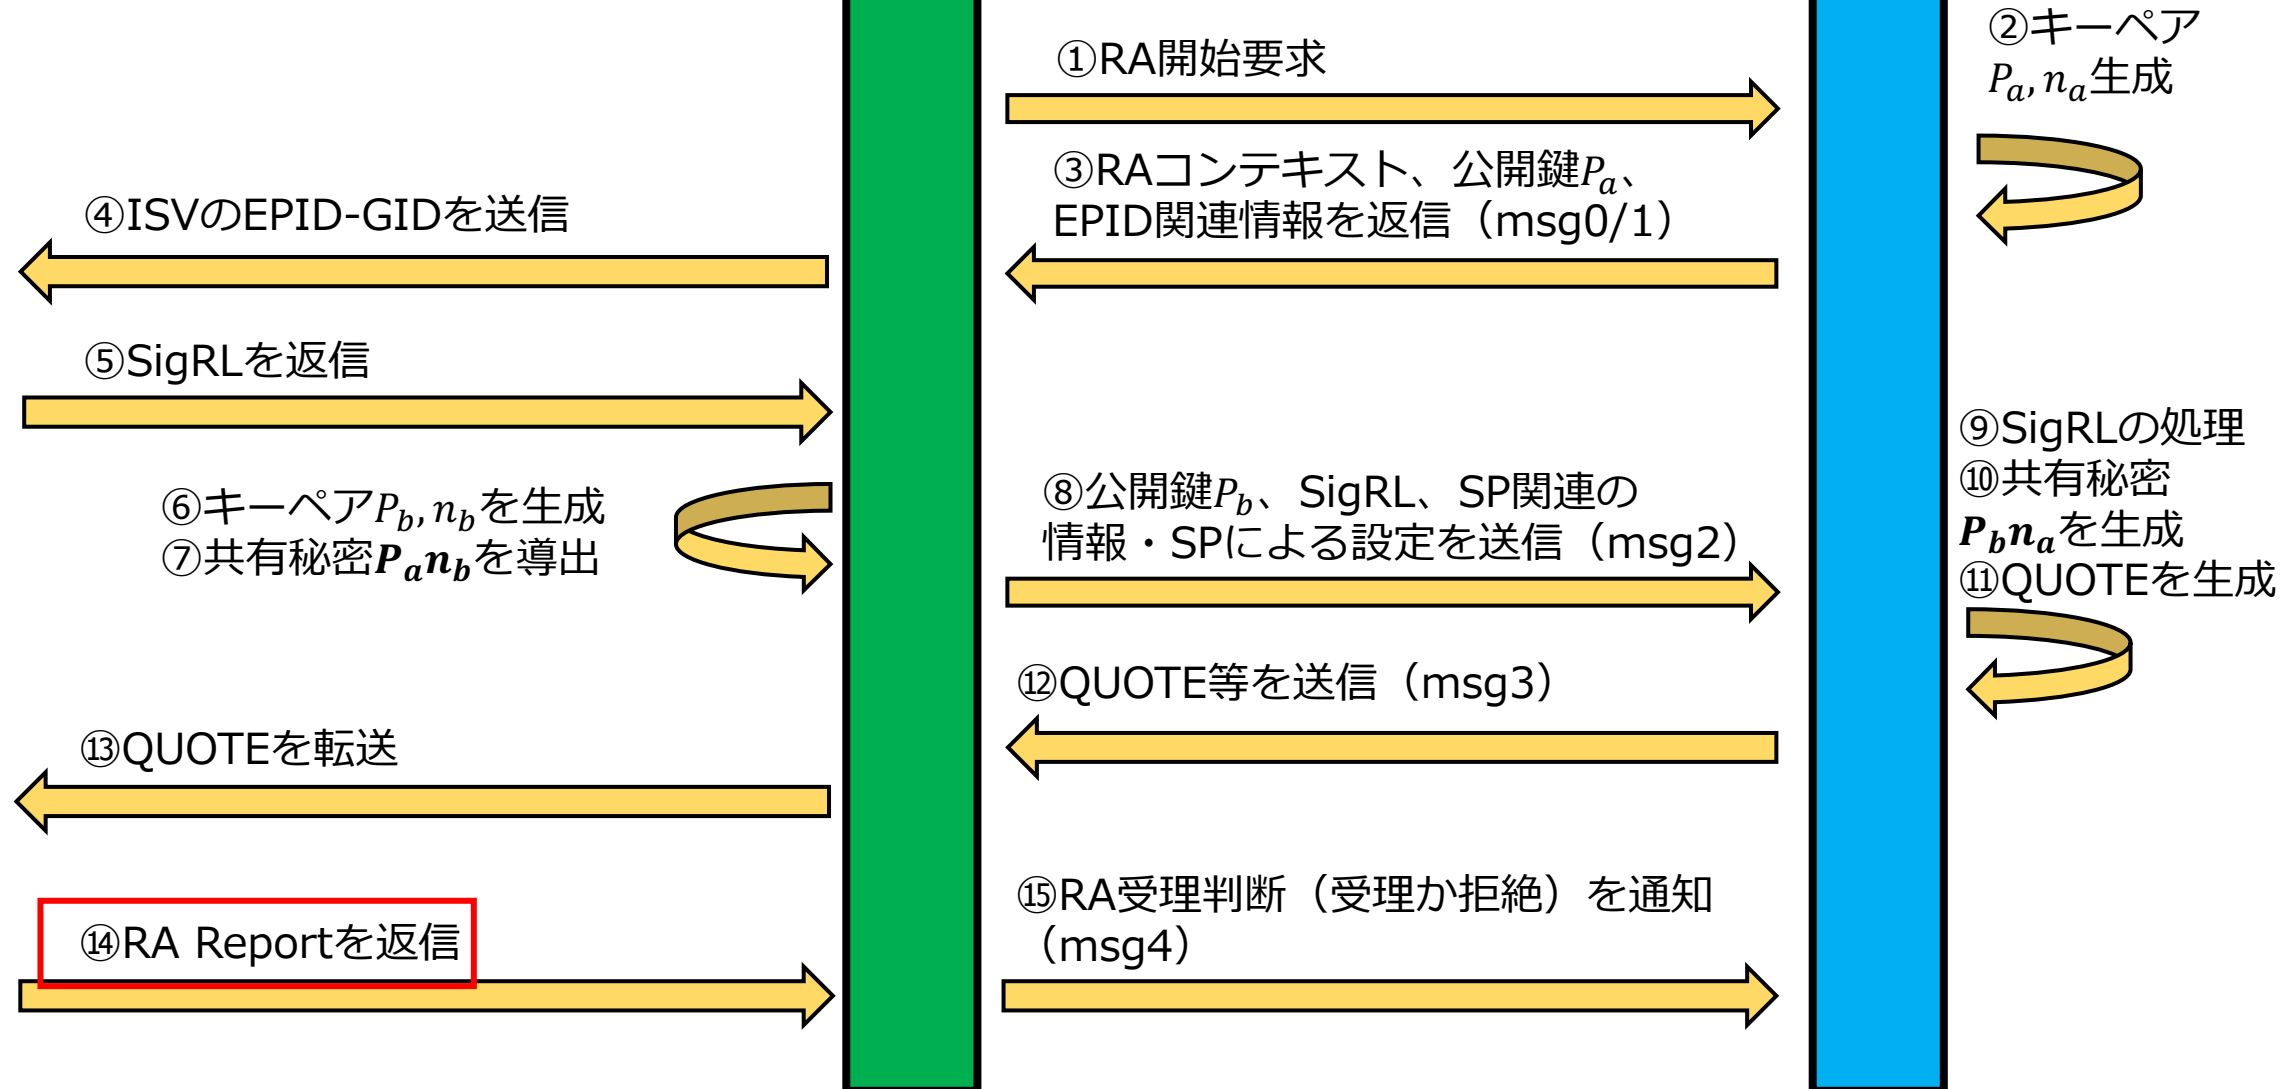 ①RA開始要求
②キーペア
P_a, n_a生成
③RAコンテキスト、公開鍵P_a、
EPID関連情報を返信（msg0/1）
④ISVのEPID-GIDを送信
⑤SigRLを返信
⑥キーペアP_b, n_bを生成
⑦共有秘密P_a n_bを導出
⑧公開鍵P_b、SigRL、SP関連の
情報・SPによる設定を送信（msg2）
⑨SigRLの処理
⑩共有秘密
P_b n_aを生成
⑪QUOTEを生成
⑫QUOTE等を送信（msg3）
⑬QUOTEを転送
⑭RA Reportを返信
⑮RA受理判断（受理か拒絶）を通知
（msg4）